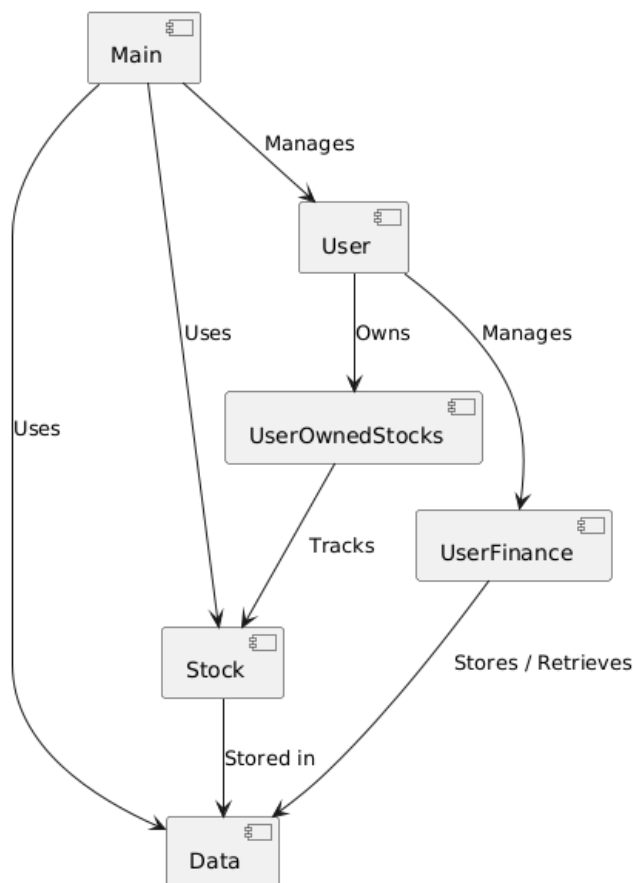 Main
Manages
User
Uses
Owns
Manages
Uses
UserOwnedStocks
Tracks
UserFinance
Stock
Stores / Retrieves
Stored in
Data